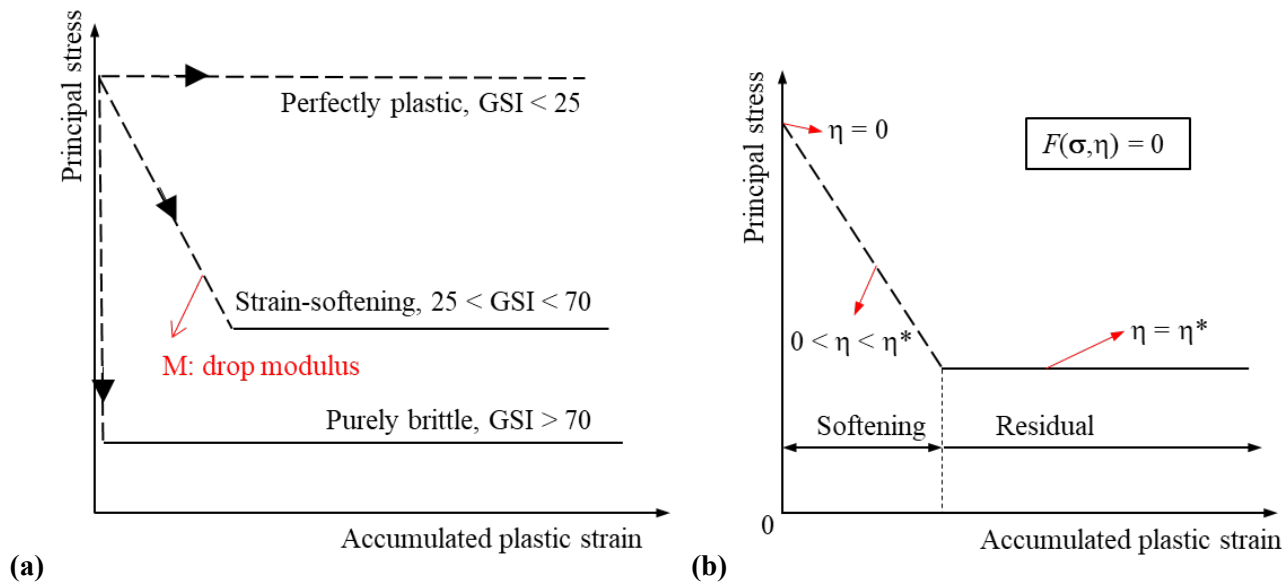 Principal stress
Perfectly plastic, GSI < 25
Strain-softening, 25 < GSI < 70
M: drop modulus
Purely brittle, GSI > 70
Accumulated plastic strain
(a)
Principal stress
η = 0
F(σ,η) = 0
0 < η < η*
η = η*
Softening
Residual
0
Accumulated plastic strain
(b)